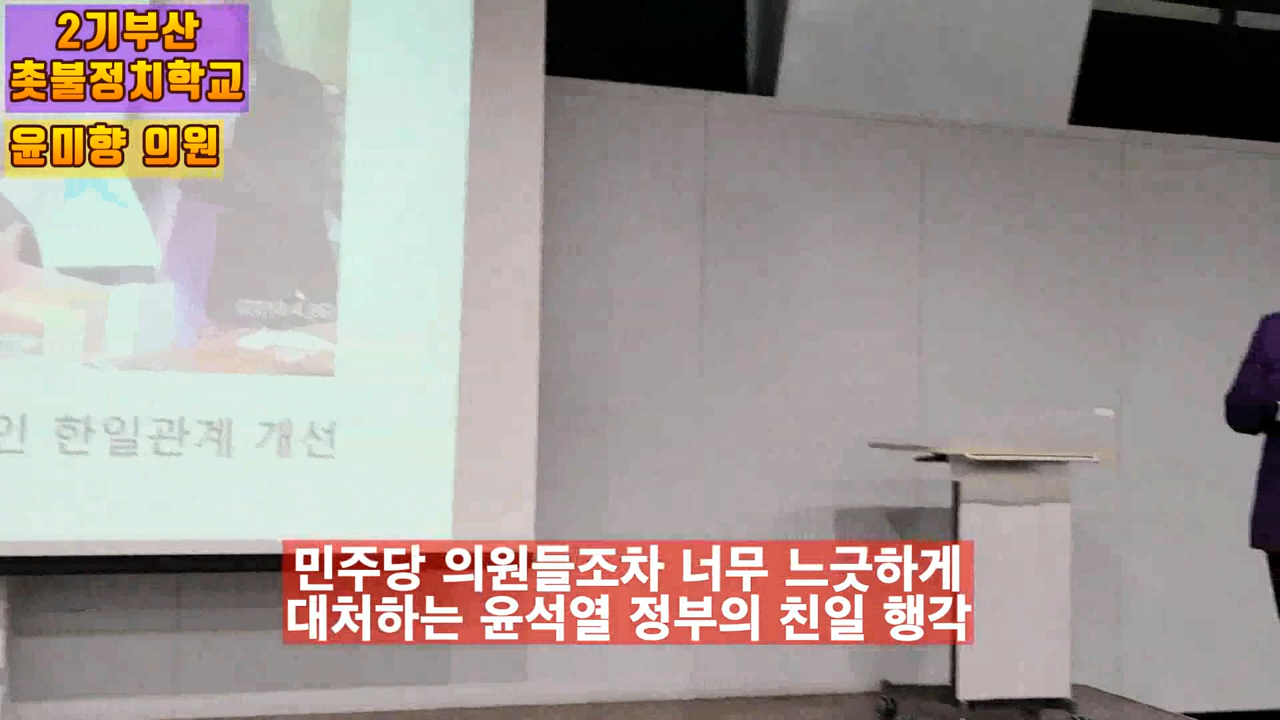 2기부산
촛불정치학교
윤미향 의원
인 한일관계 개선
민주당 의원들조차 너무 느긋하게
대처하는 윤석열 정부의 친일 행각